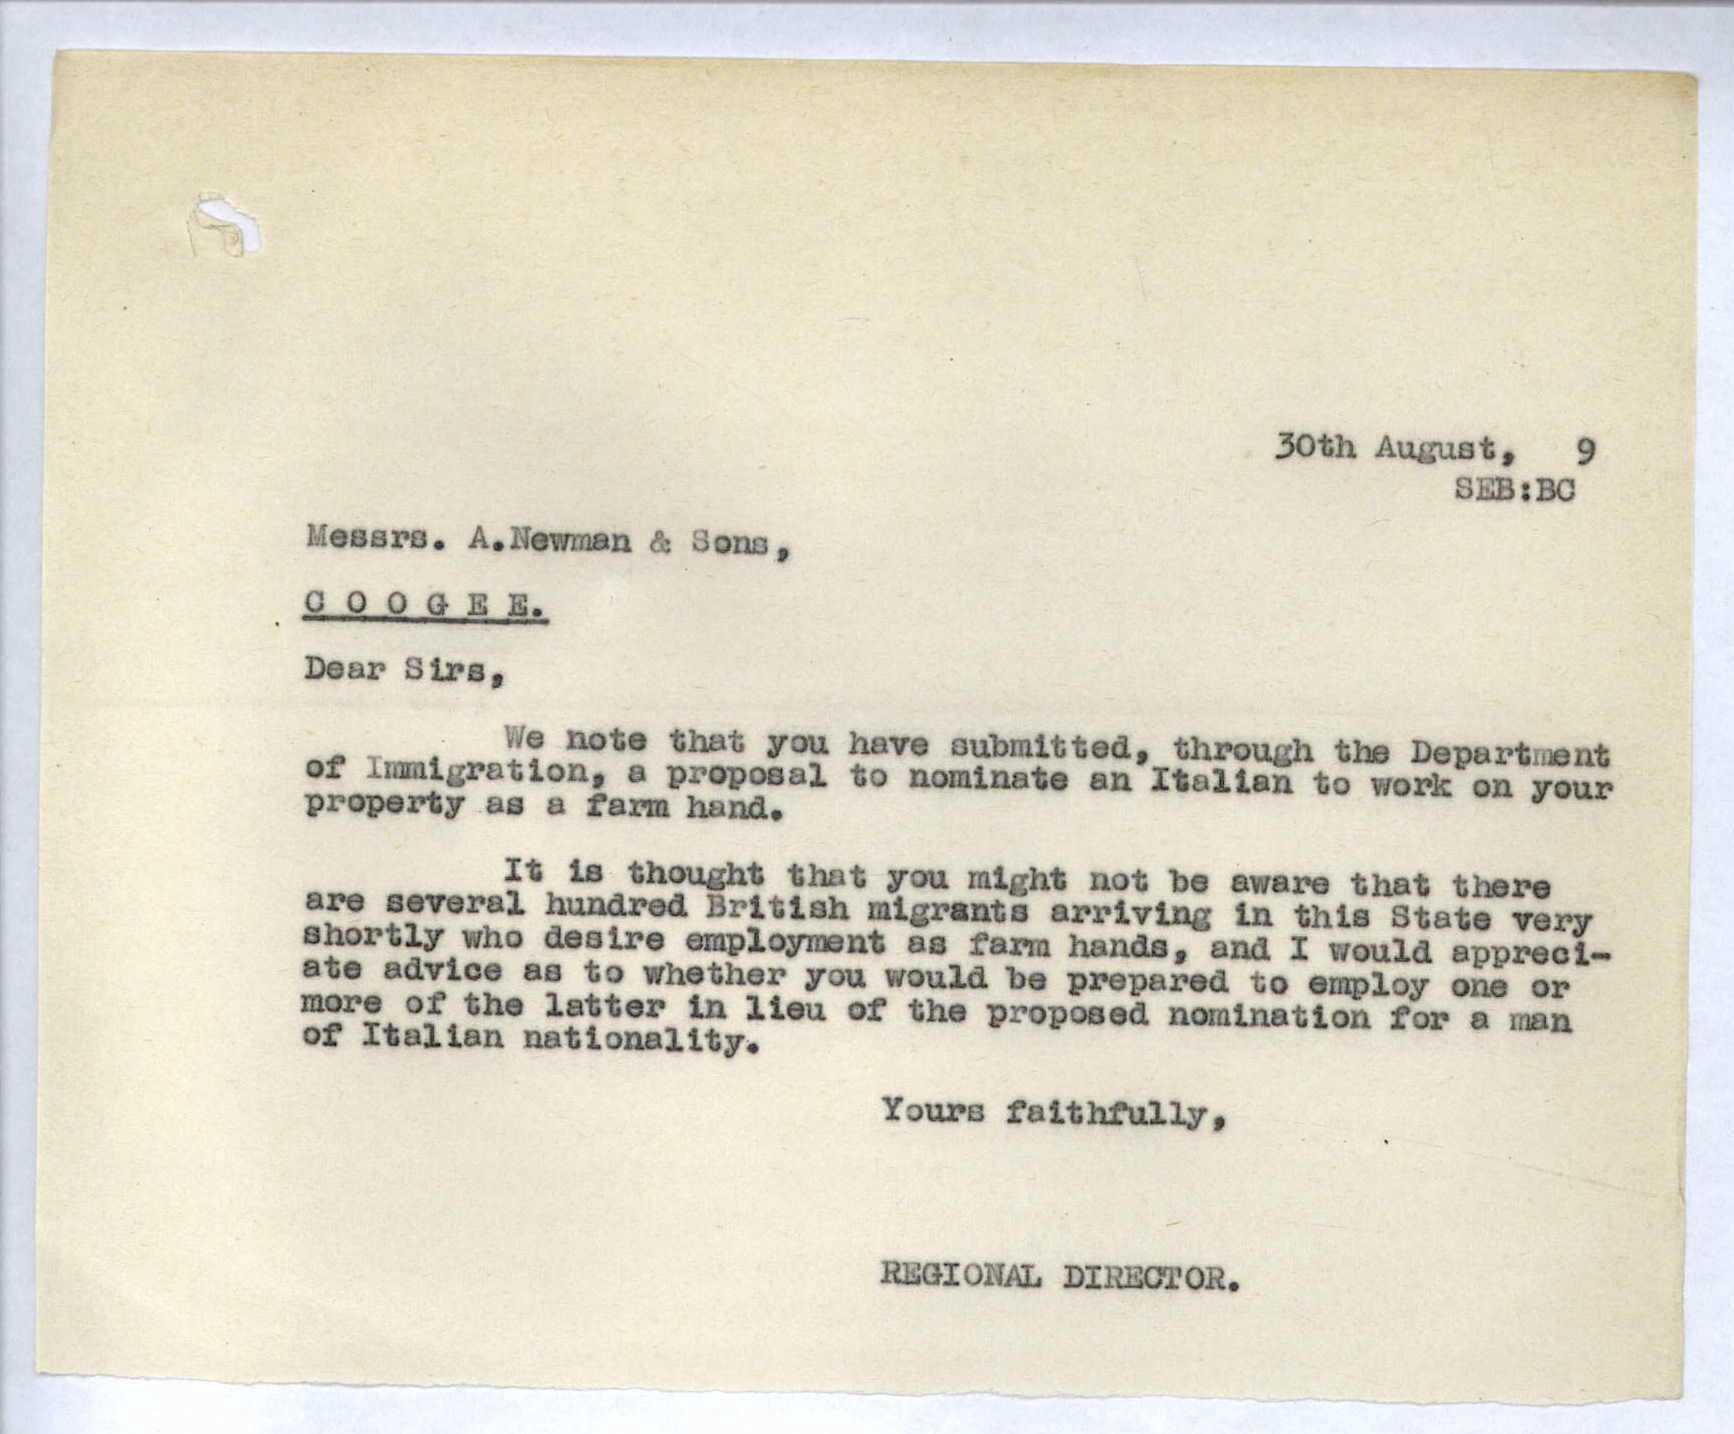 30th August, 9
SEB:BC
Messrs. A.Newman & Sons,
C O O G E E.
Dear Sirs,
We note that you have submitted, through the Department
of Immigration, a proposal to nominate an Italian to work on your
property as a farm hand.
It is thought that you might not be aware that there
are several hundred British migrants arriving in this State very
shortly who desire employment as farm hands, and I would appreci-
ate advice as to whether you would be prepared to employ one or
more of the latter in lieu of the proposed nomination for a man
of Italian nationality.
Yours faithfully,
REGIONAL DIRECTOR.